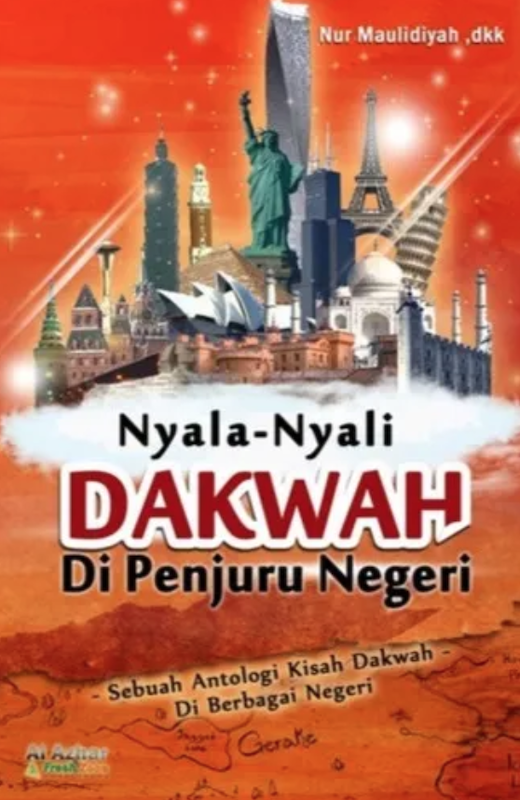 Nur Maulidiyah ,dkk
Nyala-Nyali
DAKWAH
Di Penjuru Negeri
- Sebuah Antologi Kisah Dakwah -
Di Berbagai Negeri
Al Azhar
Fresh
Gerake